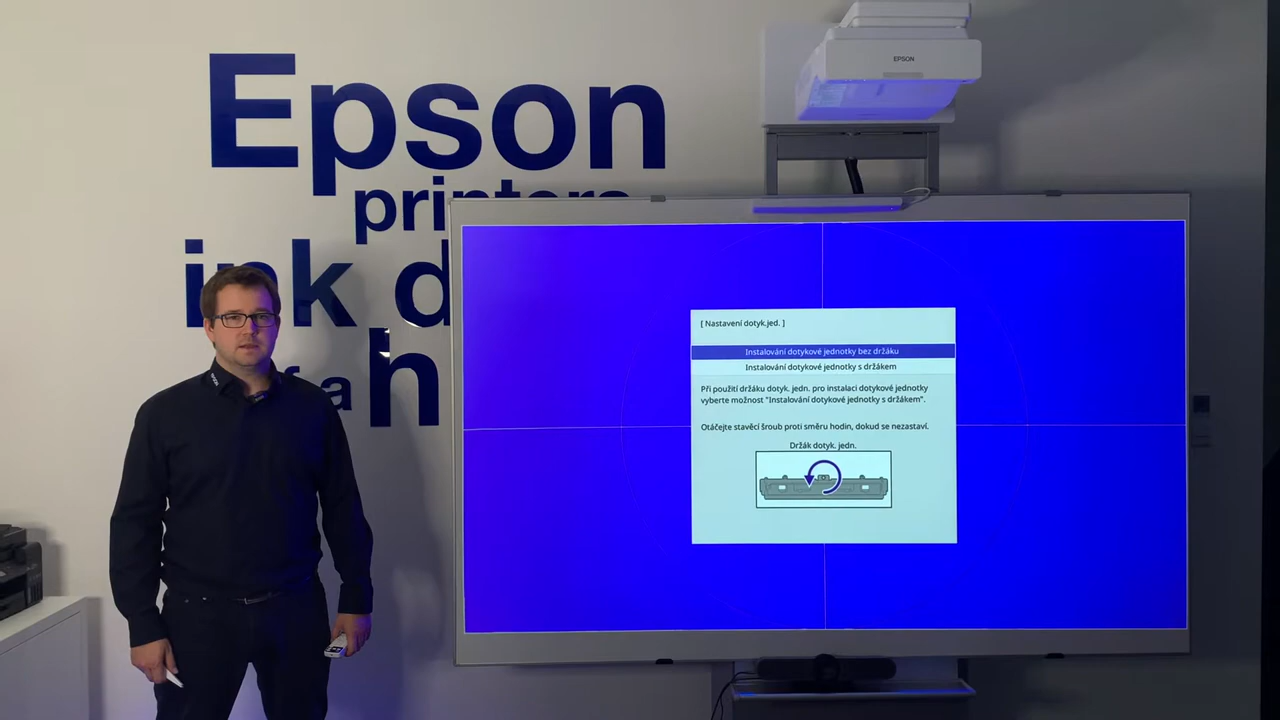 Epson
printers
ink d
f a h
EPSON
[ Nastavení dotyk.jed. ]
Instalování dotykové jednotky bez držáku
Instalování dotykové jednotky s držákem
Při použití držáku dotyk. jedn. pro instalaci dotykové jednotky
vyberte možnost "Instalování dotykové jednotky s držákem".
Otáčejte stavěcí šroub proti směru hodin, dokud se nezastaví.
Držák dotyk. jedn.